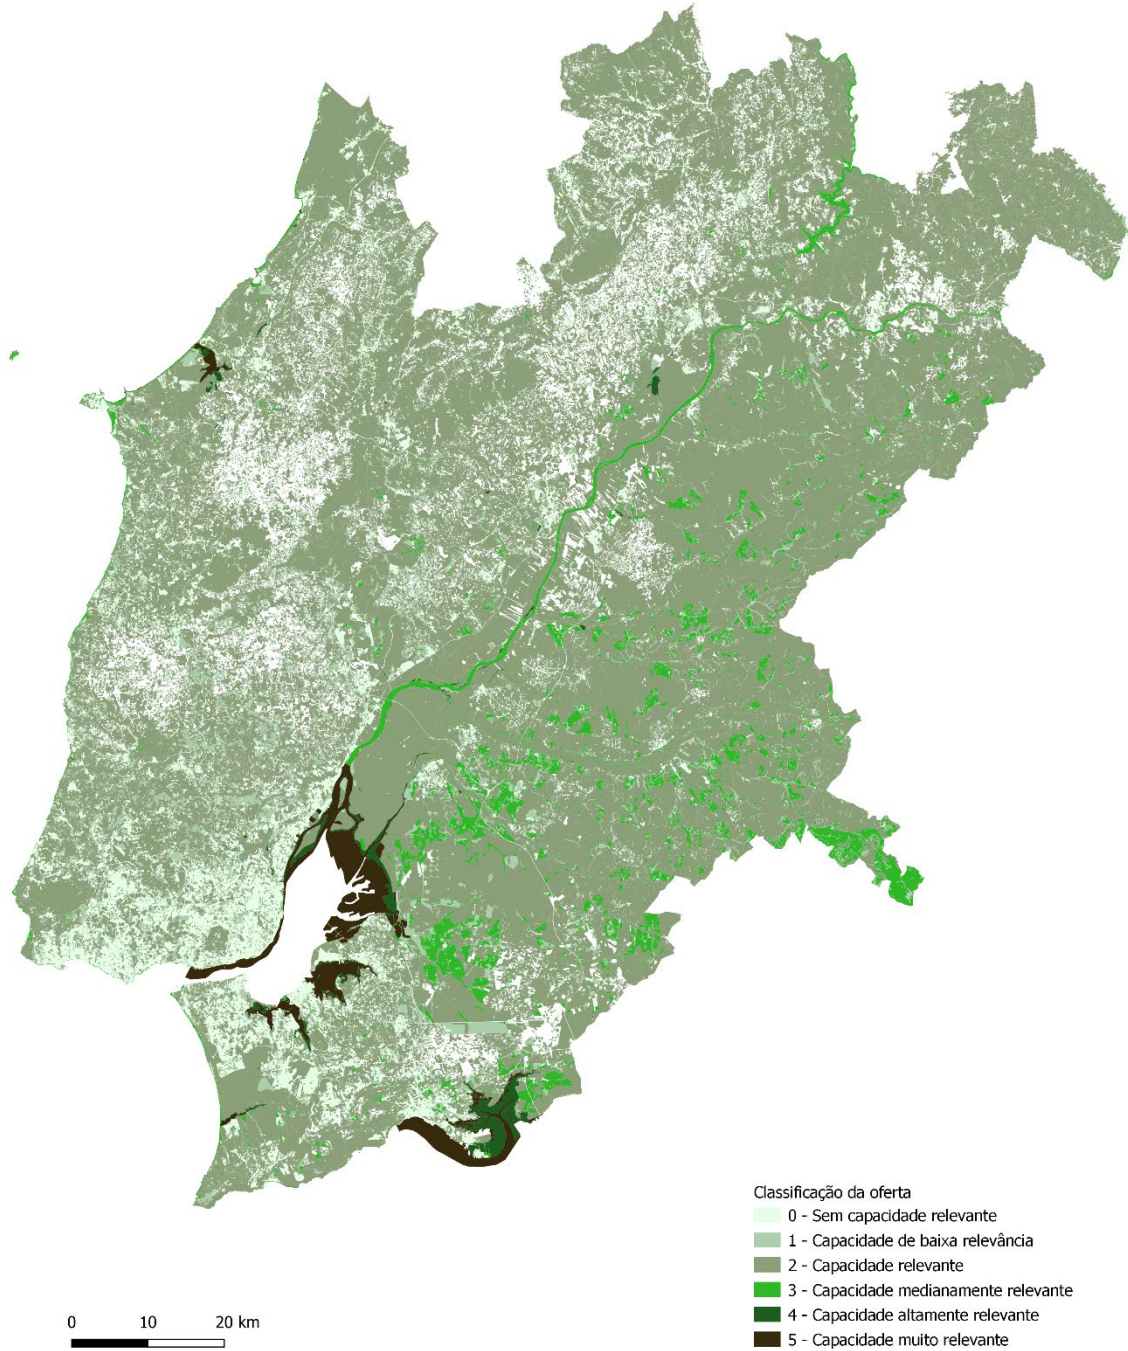 Classificação da oferta
0 - Sem capacidade relevante
1 - Capacidade de baixa relevância
2 - Capacidade relevante
3 - Capacidade medianamente relevante
4 - Capacidade altamente relevante
5 - Capacidade muito relevante
0 10 20 km